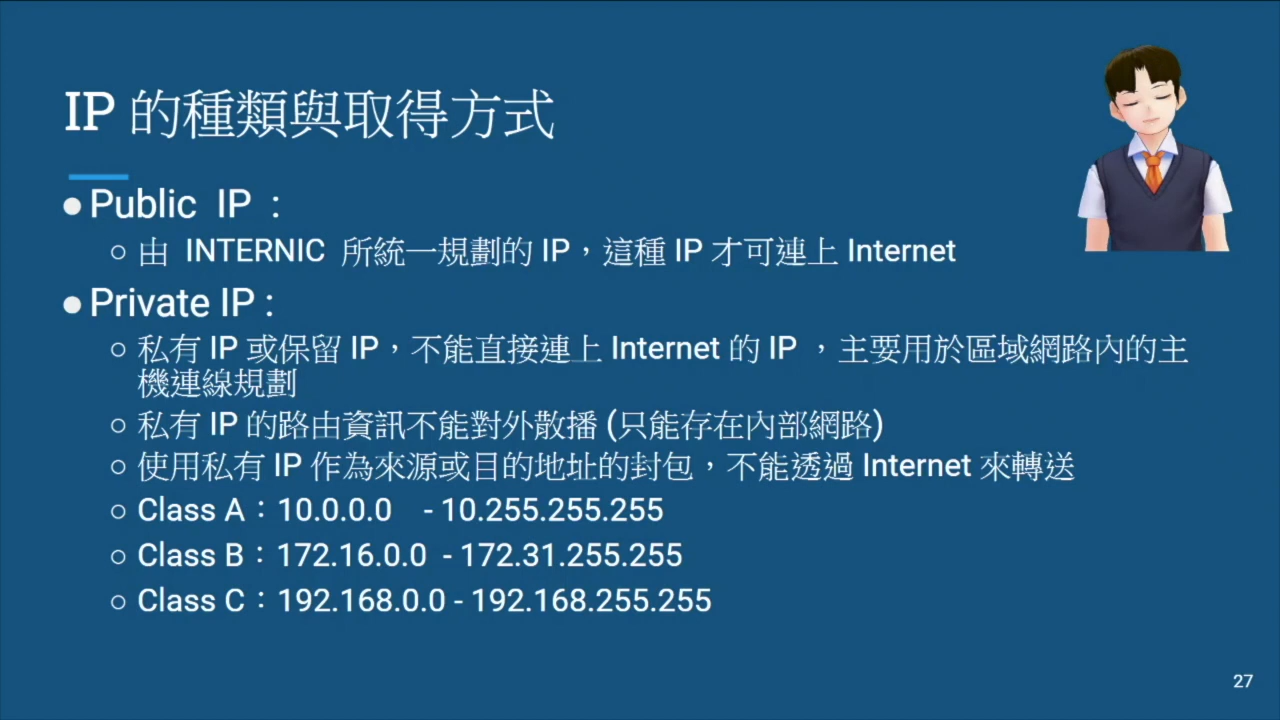 IP 的種類與取得方式
● Public IP ：
○ 由 INTERNIC 所統一規劃的 IP，這種 IP 才可連上 Internet
● Private IP :
○ 私有 IP 或保留 IP，不能直接連上 Internet 的 IP ，主要用於區域網路內的主
機連線規劃
○ 私有 IP 的路由資訊不能對外散播 (只能存在內部網路)
○ 使用私有 IP 作為來源或目的地址的封包，不能透過 Internet 來轉送
○ Class A：10.0.0.0 - 10.255.255.255
○ Class B：172.16.0.0 - 172.31.255.255
○ Class C：192.168.0.0 - 192.168.255.255
27